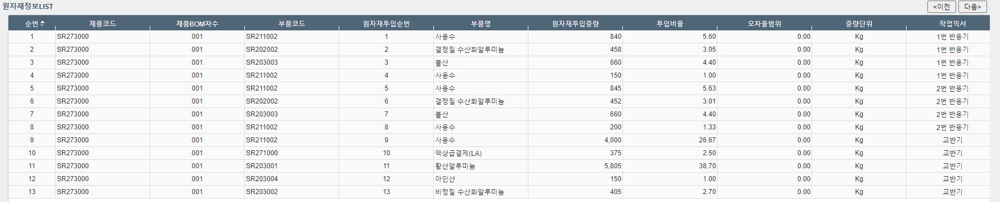 원자재정보LIST
<이전 다음>
순번 제품코드 제품BOM차수 부품코드 원자재투입순번 부품명 원자재투입중량 투입비율 오차율범위 중량단위 작업믹서
1 SR273000 001 SR211002 1 사용수 840 5.60 0.00 Kg 1번 반응기
2 SR273000 001 SR202002 2 결정질 수산화알루미늄 458 3.05 0.00 Kg 1번 반응기
3 SR273000 001 SR203003 3 불산 660 4.40 0.00 Kg 1번 반응기
4 SR273000 001 SR211002 4 사용수 150 1.00 0.00 Kg 1번 반응기
5 SR273000 001 SR211002 5 사용수 845 5.63 0.00 Kg 2번 반응기
6 SR273000 001 SR202002 6 결정질 수산화알루미늄 452 3.01 0.00 Kg 2번 반응기
7 SR273000 001 SR203003 7 불산 660 4.40 0.00 Kg 2번 반응기
8 SR273000 001 SR211002 8 사용수 200 1.33 0.00 Kg 2번 반응기
9 SR273000 001 SR211002 9 사용수 4,000 26.67 0.00 Kg 교반기
10 SR273000 001 SR271000 10 액상급결제(LA) 375 2.50 0.00 Kg 교반기
11 SR273000 001 SR203001 11 황산알루미늄 5,805 38.70 0.00 Kg 교반기
12 SR273000 001 SR203004 12 아인산 150 1.00 0.00 Kg 교반기
13 SR273000 001 SR203002 13 비정질 수산화알루미늄 405 2.70 0.00 Kg 교반기